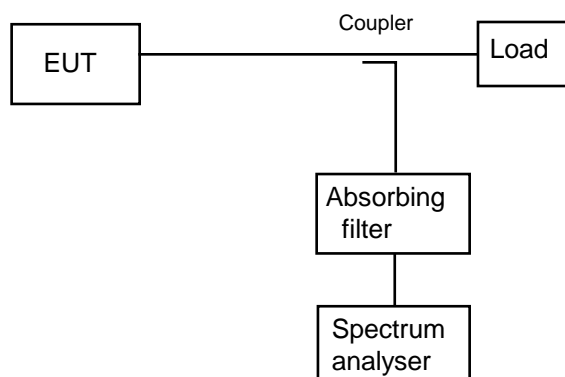 Coupler
EUT
Load
Absorbing
filter
Spectrum
analyser